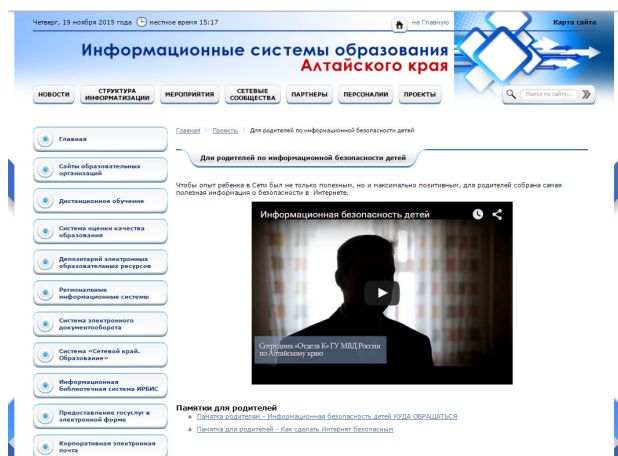 Четверг, 19 ноября 2015 года местное время 15:17
на Главную
Карта сайта
Информационные системы образования
Алтайского края
НОВОСТИ
СТРУКТУРА
ИНФОРМАТИЗАЦИИ
МЕРОПРИЯТИЯ
СЕТЕВЫЕ
СООБЩЕСТВА
ПАРТНЕРЫ
ПЕРСОНАЛИИ
ПРОЕКТЫ
Поиск по сайту...
Главная
Сайты образовательных
организаций
Дистанционное обучение
Система оценки качества
образования
Депозитарий электронных
образовательных ресурсов
Региональные
информационные системы
Система электронного
документооборота
Система «Сетевой край.
Образование»
Информационная
библиотечная система ИРБИС
Предоставление госуслуг в
электронной форме
Корпоративная электронная
почта
Главная Проекты Для родителей по информационной безопасности детей
Для родителей по информационной безопасности детей
Чтобы опыт ребенка в Сети был не только полезным, но и максимально позитивным, для родителей собрана самая
полезная информация о безопасности в Интернете.
Информационная безопасность детей
Сотрудник «Отдела К» ГУ МВД России
по Алтайскому краю
Памятки для родителей
Памятка родителям - Информационная безопасность детей КУДА ОБРАЩАТЬСЯ
Памятка для родителей - Как сделать Интернет безопасным